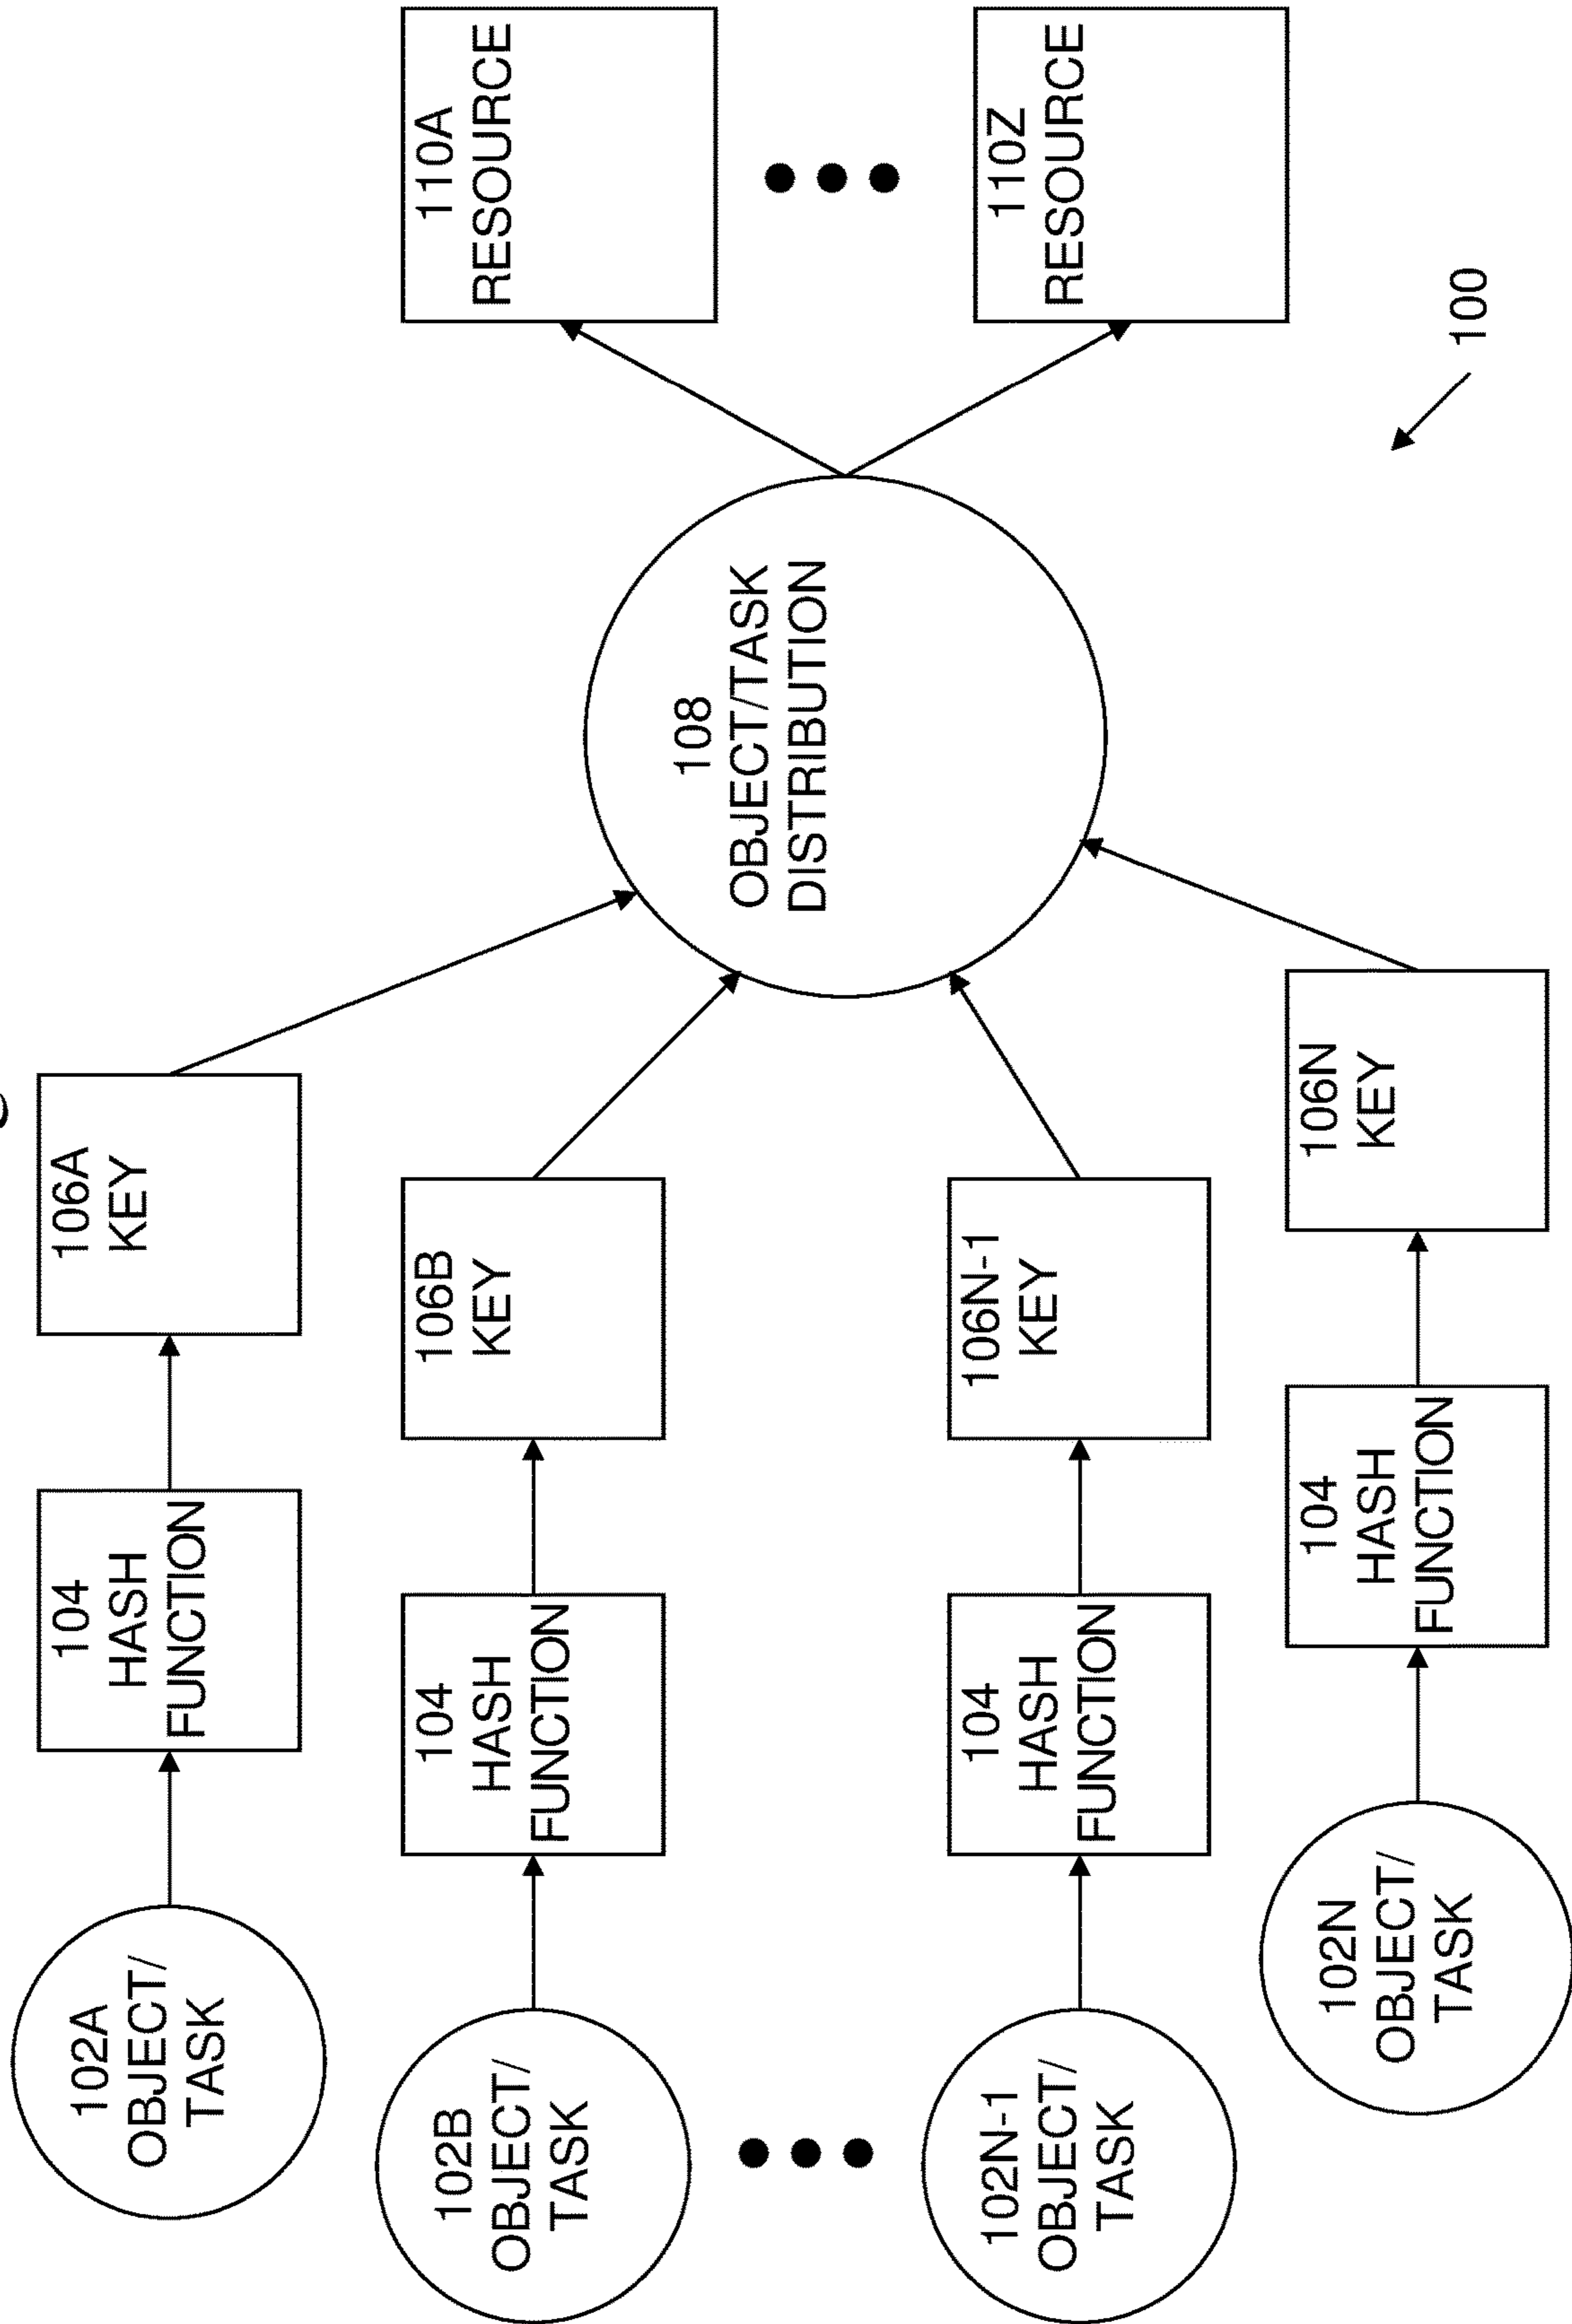 102A
OBJECT/
TASK
104
HASH
FUNCTION
106A
KEY
102B
OBJECT/
TASK
104
HASH
FUNCTION
106B
KEY
108
OBJECT/TASK
DISTRIBUTION
110A
RESOURCE
102N-1
OBJECT/
TASK
104
HASH
FUNCTION
106N-1
KEY
110Z
RESOURCE
102N
OBJECT/
TASK
104
HASH
FUNCTION
106N
KEY
100